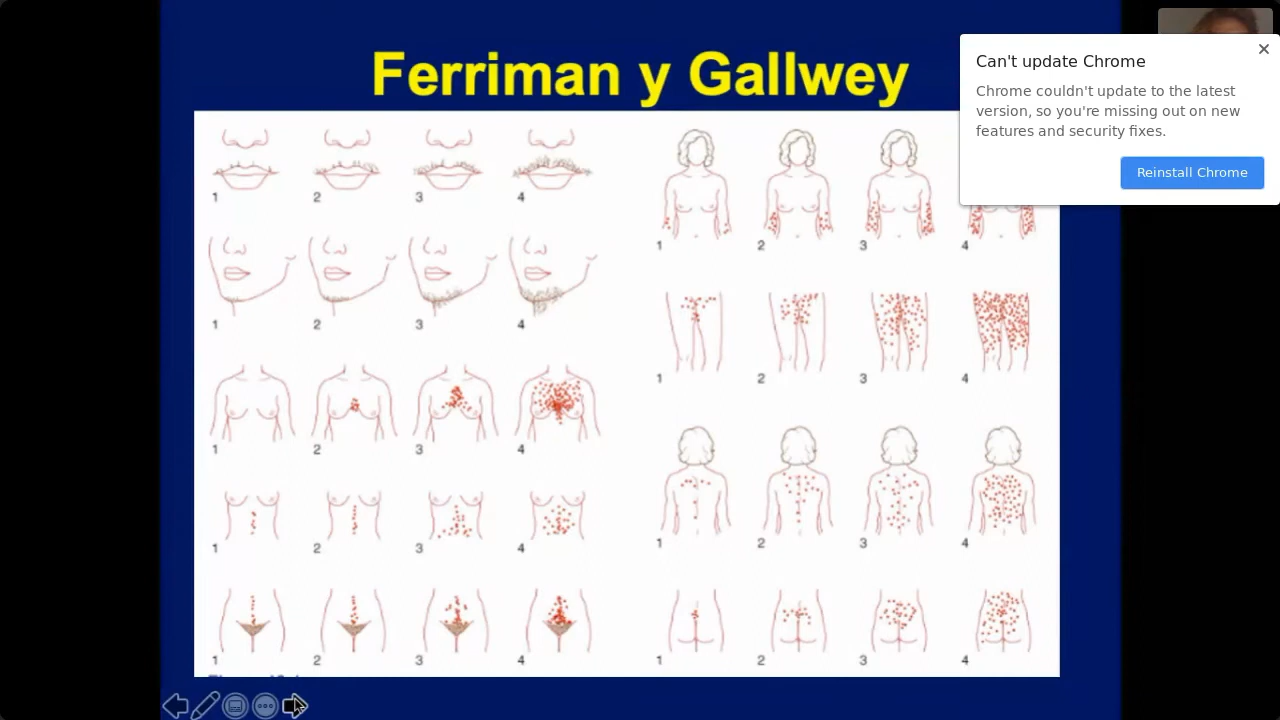 Ferriman y Gallwey
Can't update Chrome
Chrome couldn't update to the latest
version, so you're missing out on new
features and security fixes.
Reinstall Chrome
1 2 3 4
1 2 3 4
1 2 3 4
1 2 3 4
1 2 3 4
1 2 3 4
1 2 3 4
1 2 3 4
1 2 3 4